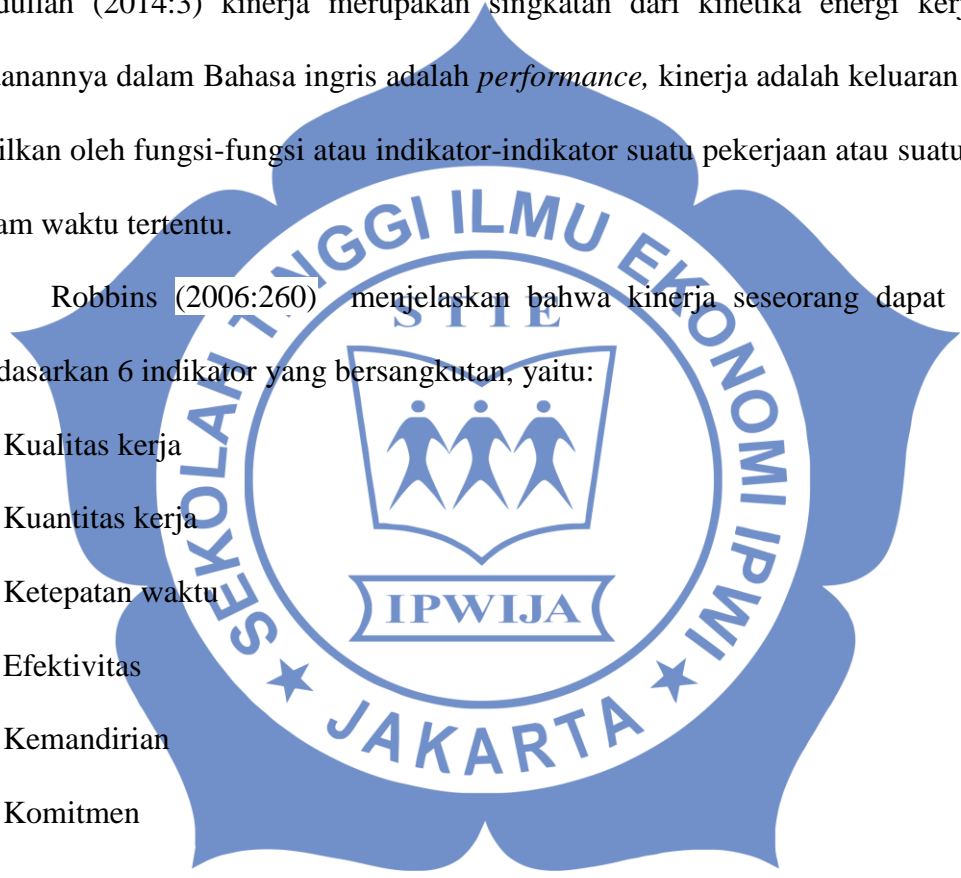 dullah (2014:3) kinerja merupakan singkatan dari kinetika energi kerj
lanannya dalam Bahasa ingris adalah performance, kinerja adalah keluaran
ilkan oleh fungsi-fungsi atau indikator-indikator suatu pekerjaan atau suatu
am waktu tertentu.
Robbins (2006:260) menjelaskan bahwa kinerja seseorang dapat
dasarkan 6 indikator yang bersangkutan, yaitu:
Kualitas kerja
Kuantitas kerja
Ketepatan waktu
Efektivitas
Kemandirian
Komitmen
SEKOLAH TINGGI ILMU EKONOMI IPWI
STIE
IPWIJA
JAKARTA